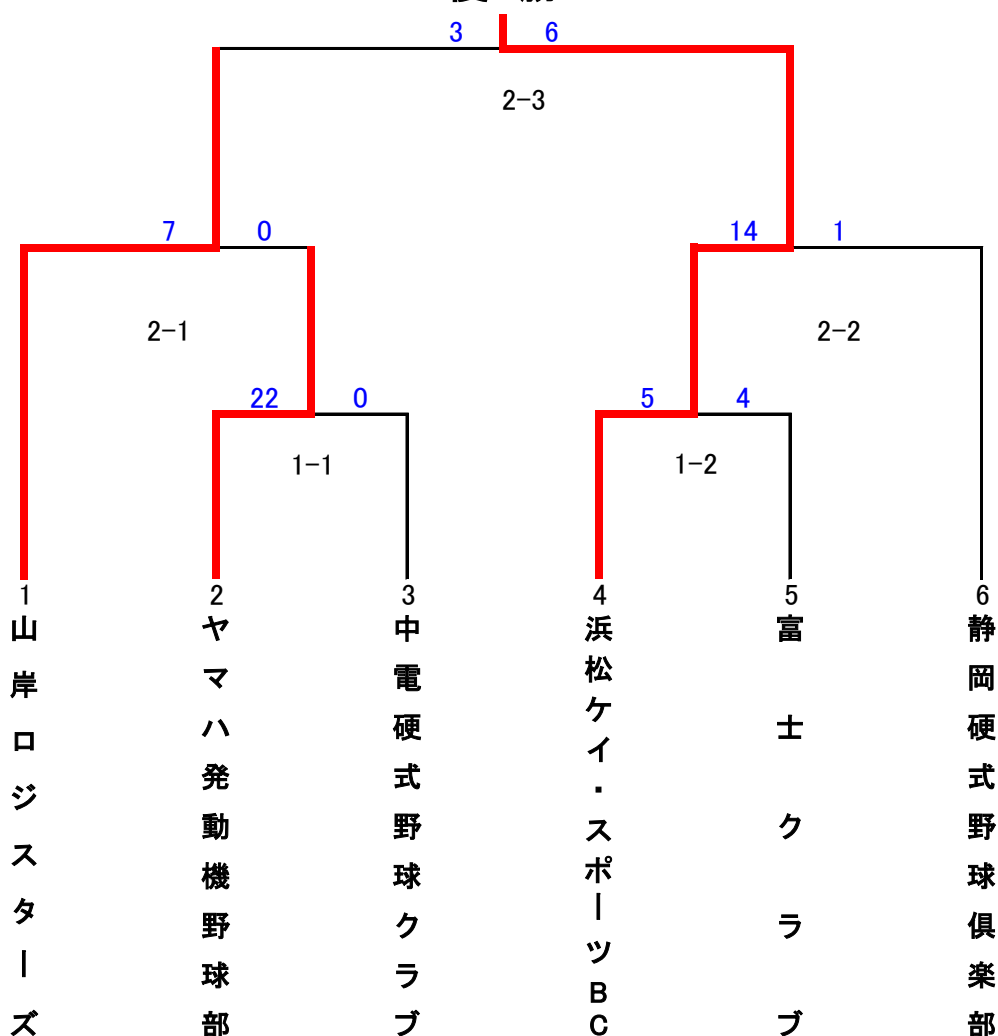 3 6
2-3
7 0 14 1
2-1 2-2
22 0 5 4
1-1 1-2
1 2 3 4 5 6
山岸ロジスターズ
ヤマハ発動機野球部
中電硬式野球クラブ
浜松ケイ・スポーツBC
富士クラブ
静岡硬式野球倶楽部